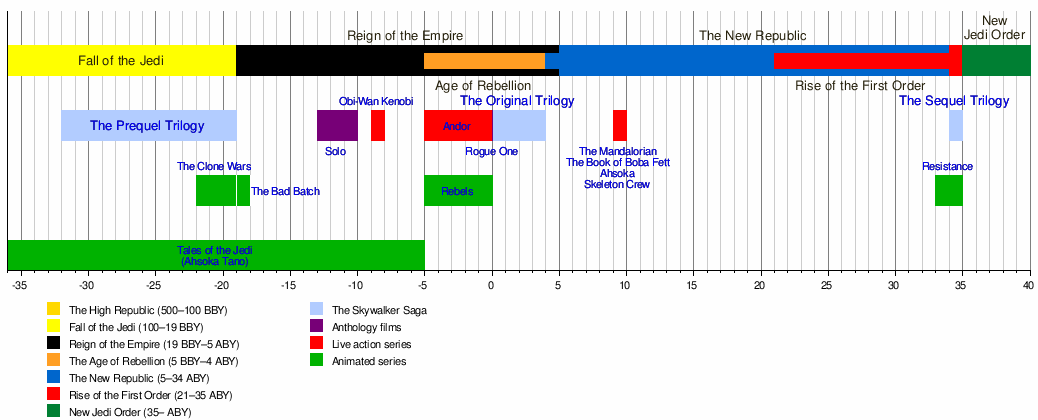 New
Reign of the Empire
The New Republic
Jedi Order
Fall of the Jedi
Age of Rebellion
Rise of the First Order
Obi-Wan Kenobi
The Original Trilogy
The Sequel Trilogy
The Prequel Trilogy
Andor
Solo
Rogue One
The Mandalorian
The Book of Boba Fett
Ahsoka
Skeleton Crew
The Clone Wars
Resistance
The Bad Batch
Rebels
Tales of the Jedi
(Ahsoka Tano)
-35 -30 -25 -20 -15 -10 -5 0 5 10 15 20 25 30 35 40
The High Republic (500–100 BBY)
Fall of the Jedi (100–19 BBY)
Reign of the Empire (19 BBY–5 ABY)
The Age of Rebellion (5 BBY–4 ABY)
The New Republic (5–34 ABY)
Rise of the First Order (21–35 ABY)
New Jedi Order (35– ABY)
The Skywalker Saga
Anthology films
Live action series
Animated series